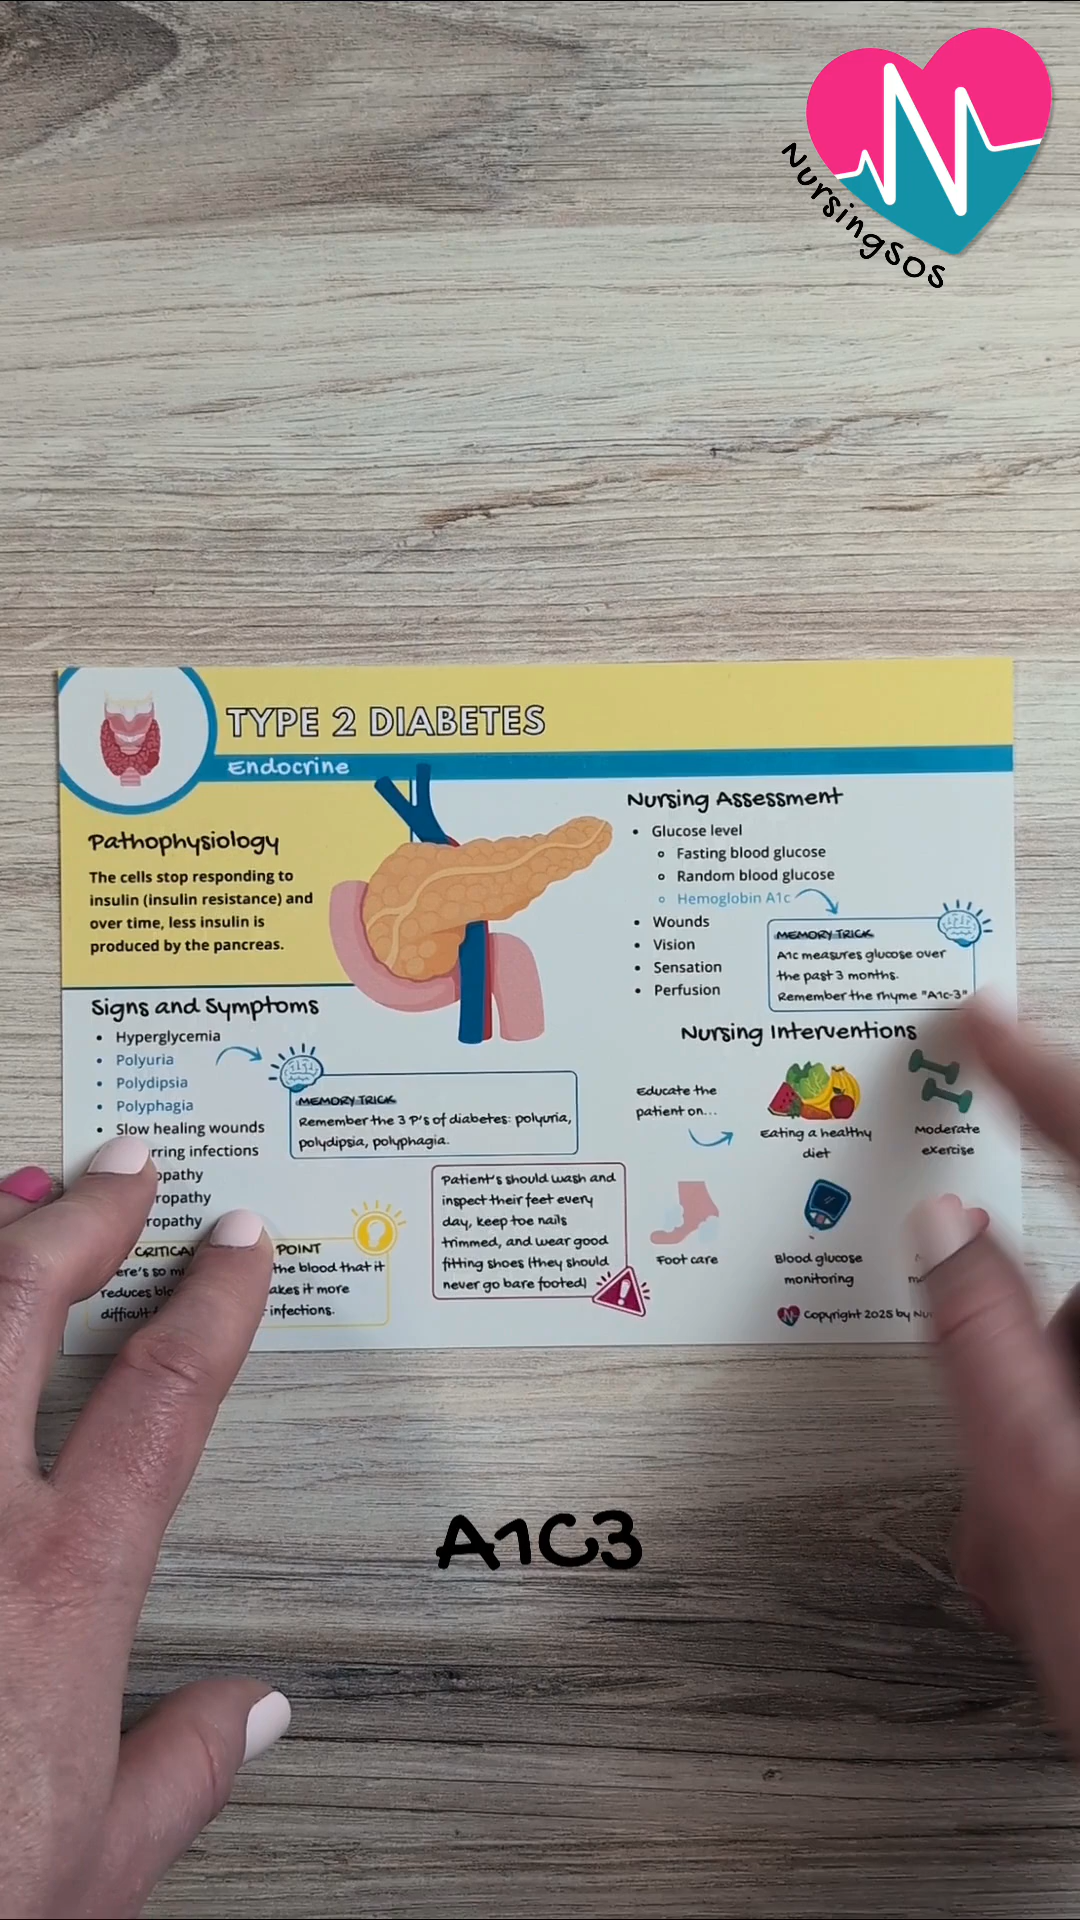 NursingSOS
TYPE 2 DIABETES
Endocrine
Pathophysiology
The cells stop responding to
insulin (insulin resistance) and
over time, less insulin is
produced by the pancreas.
Signs and Symptoms
• Hyperglycemia
• Polyuria
• Polydipsia
• Polyphagia
• Slow healing wounds
infections
MEMORY TRICK
Remember the 3 P's of diabetes: polyuria,
polydipsia, polyphagia.
POINT
the blood that it
reduces
it more
infections.
Patient's should wash and
inspect their feet every
day, keep toe nails
trimmed, and wear good
fitting shoes (they should
never go bare footed)
Nursing Assessment
• Glucose level
◦ Fasting blood glucose
◦ Random blood glucose
◦ Hemoglobin A1c
• Wounds
• Vision
• Sensation
• Perfusion
MEMORY TRICK
A1c measures glucose over
the past 3 months.
Remember the rhyme "A1c-3"
Nursing Interventions
Educate the
patient on...
Eating a healthy
diet
Moderate
exercise
Foot care
Blood glucose
monitoring
Copyright 2025 by
A1C3